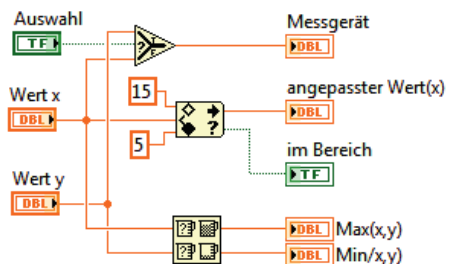 Auswahl
TF
Messgerät
DBL
Wert x
DBL
15
5
?
angepasster Wert(x)
DBL
im Bereich
TF
Wert y
DBL
Max(x,y)
DBL
Min/x,y)
DBL